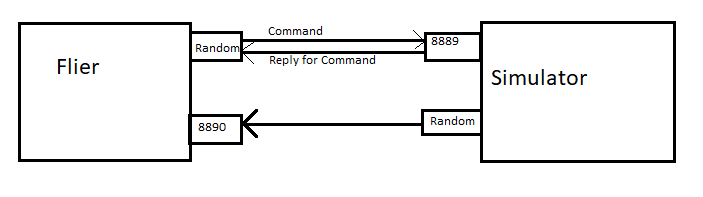 Command
Random
8889
Reply for Command
Flier
Simulator
8890
Random